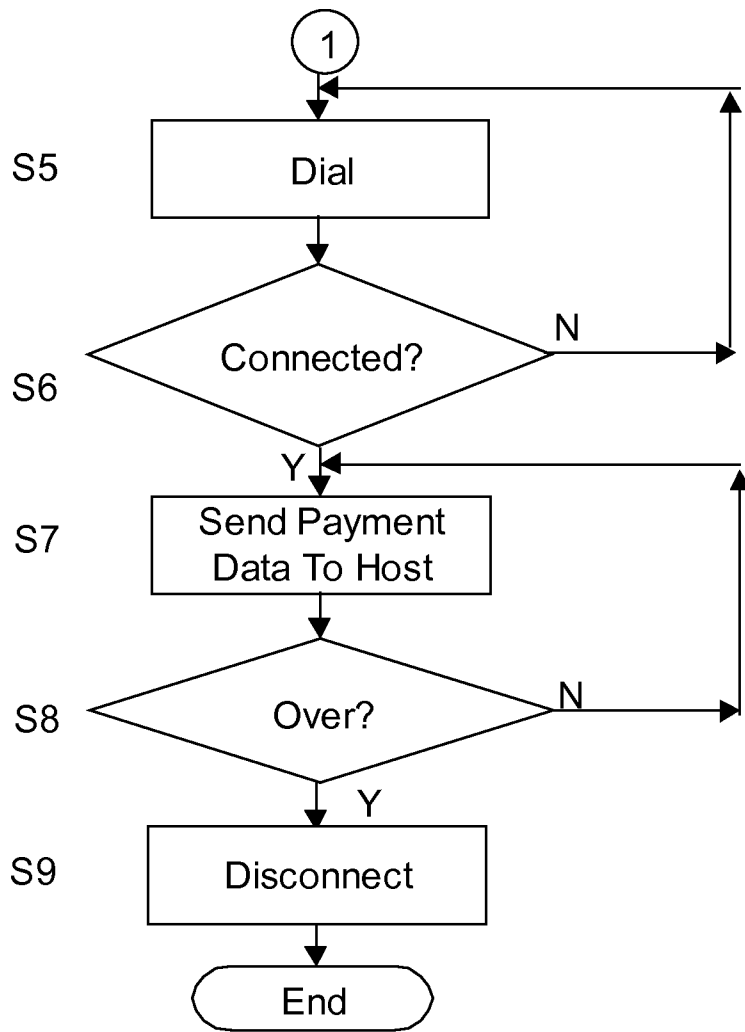 1
S5
Dial
N
Connected?
S6
Y
S7
Send Payment
Data To Host
N
S8
Over?
Y
S9
Disconnect
End